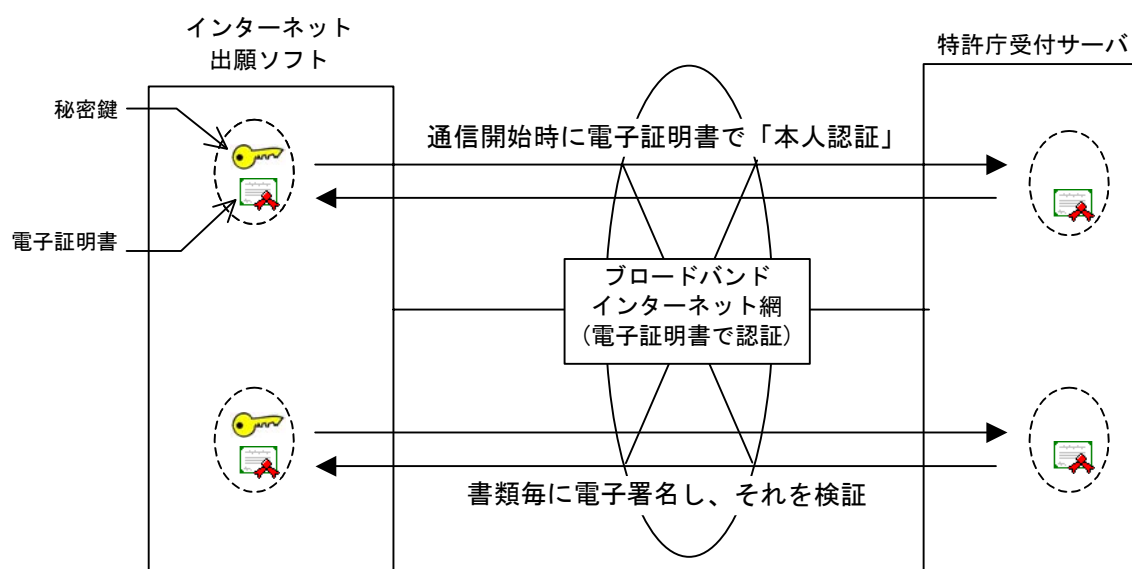 インターネット
出願ソフト
特許庁受付サーバ
秘密鍵
通信開始時に電子証明書で「本人認証」
電子証明書
ブロードバンド
インターネット網
(電子証明書で認証)
書類毎に電子署名し、それを検証